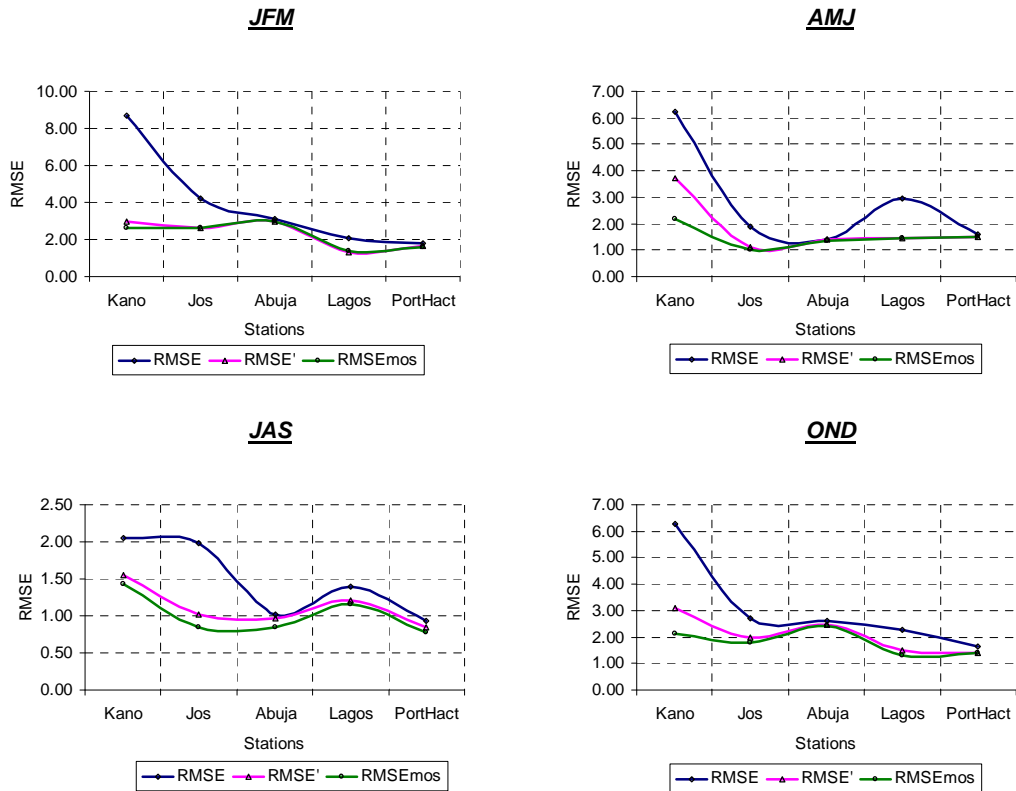 JFM
10.00
8.00
6.00
4.00
2.00
0.00
RMSE
Kano Jos Abuja Lagos PortHact
Stations
RMSE RMSE' RMSEmos
AMJ
7.00
6.00
5.00
4.00
3.00
2.00
1.00
0.00
RMSE
Kano Jos Abuja Lagos PortHact
Stations
RMSE RMSE' RMSEmos
JAS
2.50
2.00
1.50
1.00
0.50
0.00
RMSE
Kano Jos Abuja Lagos PortHact
Stations
RMSE RMSE' RMSEmos
OND
7.00
6.00
5.00
4.00
3.00
2.00
1.00
0.00
RMSE
Kano Jos Abuja Lagos PortHact
Stations
RMSE RMSE' RMSEmos